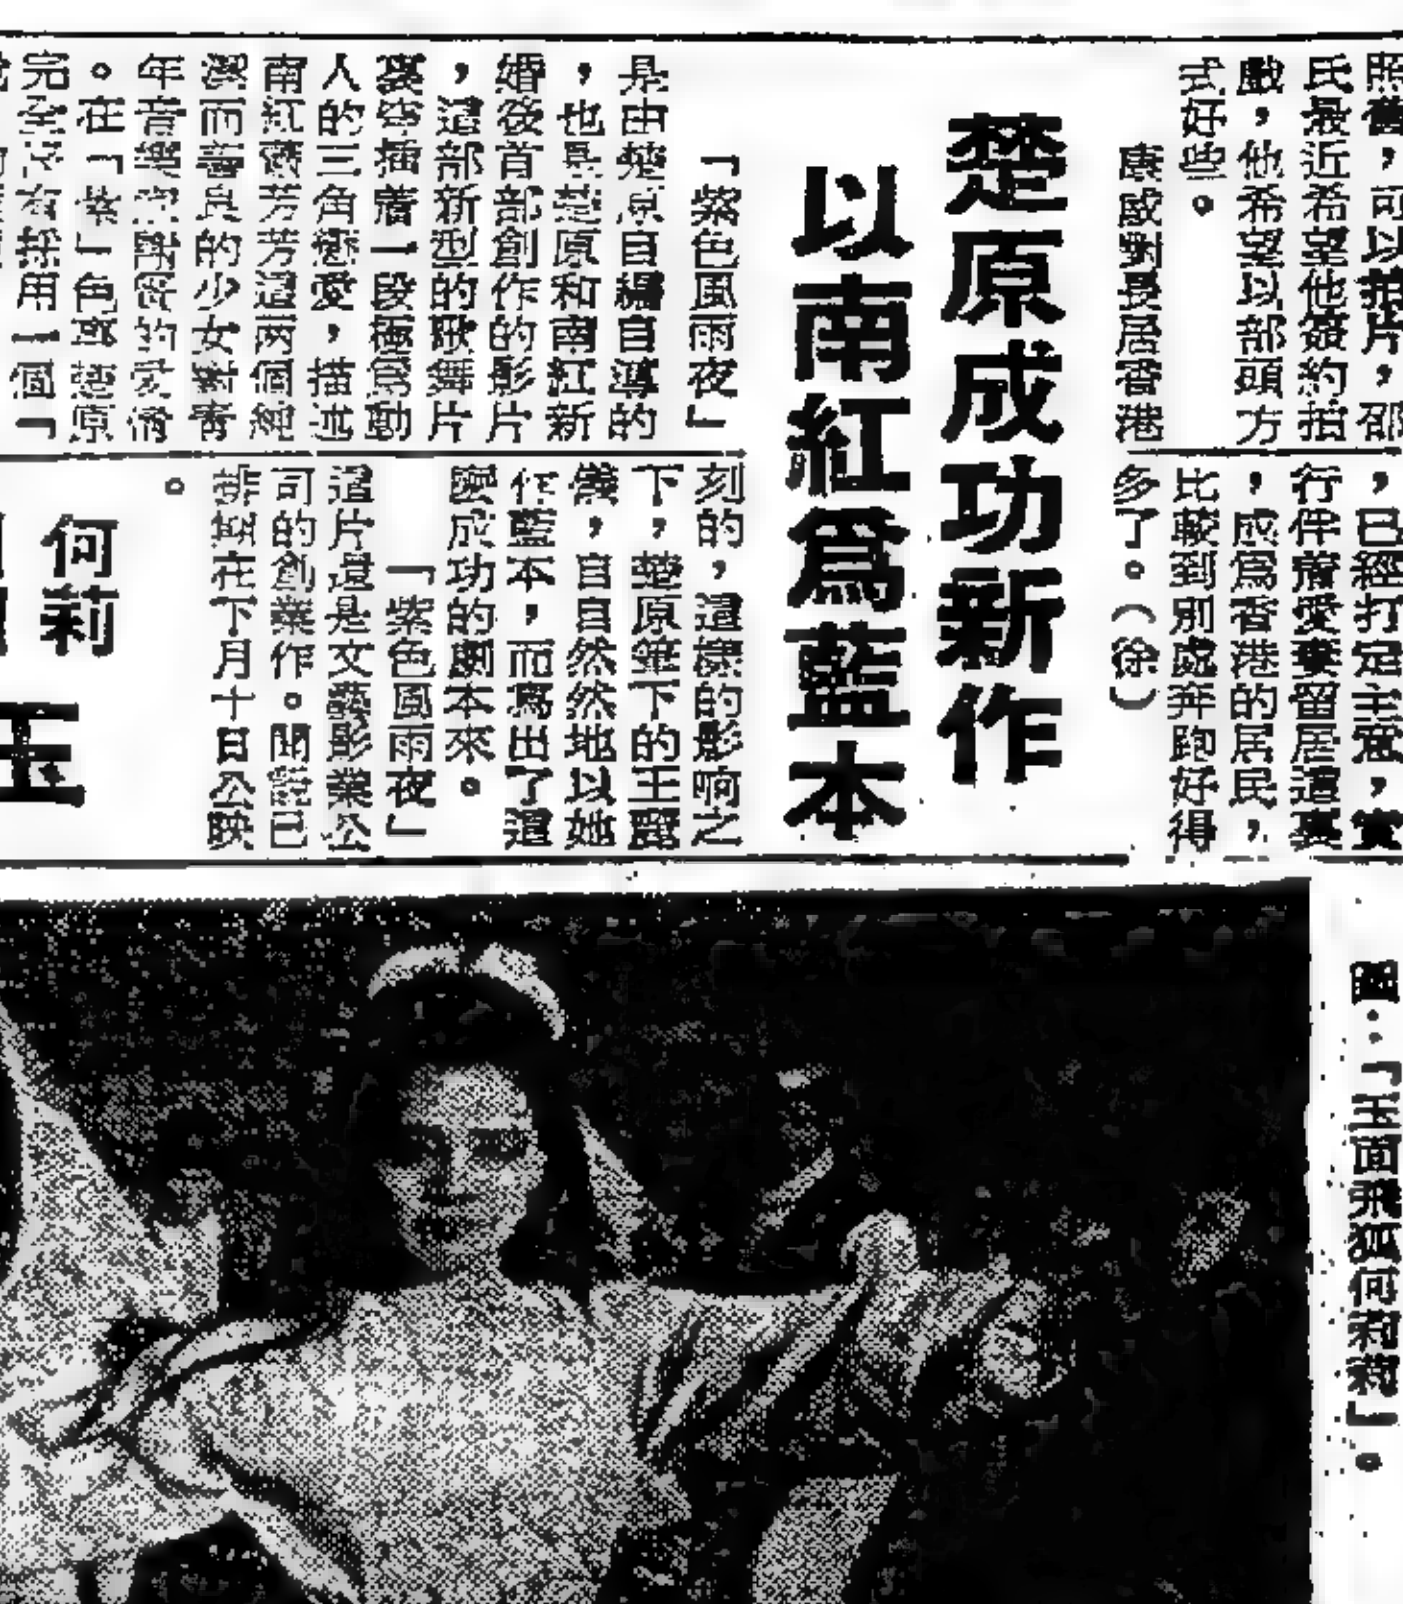 照舊，可以拍片，邵
氏最近希望他簽約拍
戲，他希望以部頭方
式好些。
康威對長居香港
，已經打定主意，實
行伴着愛妻留居這裏
，成爲香港的居民，
比較到別處奔跑好得
多了。（徐）
楚原成功新作
以南紅爲藍本
「紫色風雨夜」
是由楚原自編自導的
，也是楚原和南紅新
婚後首部創作的影片
，這部新型的歌舞片
裏穿插着一段極爲動
人的三角戀愛，描述
南紅薇芳芳這两個純
潔而善良的少女對青
年音樂家謝賢的愛情
。在「紫」色裏楚原
完全沒有採用一個「
刻的，這樣的影响之
下，楚原筆下的王麗
儀，自自然然地以她
作藍本，而寫出了這
麽成功的劇本來。
「紫色風雨夜」
這片還是文藝影業公
司的創業作。聞說已
排期在下月十日公映
。
何莉
玉
圖：「玉面飛狐何莉莉」。